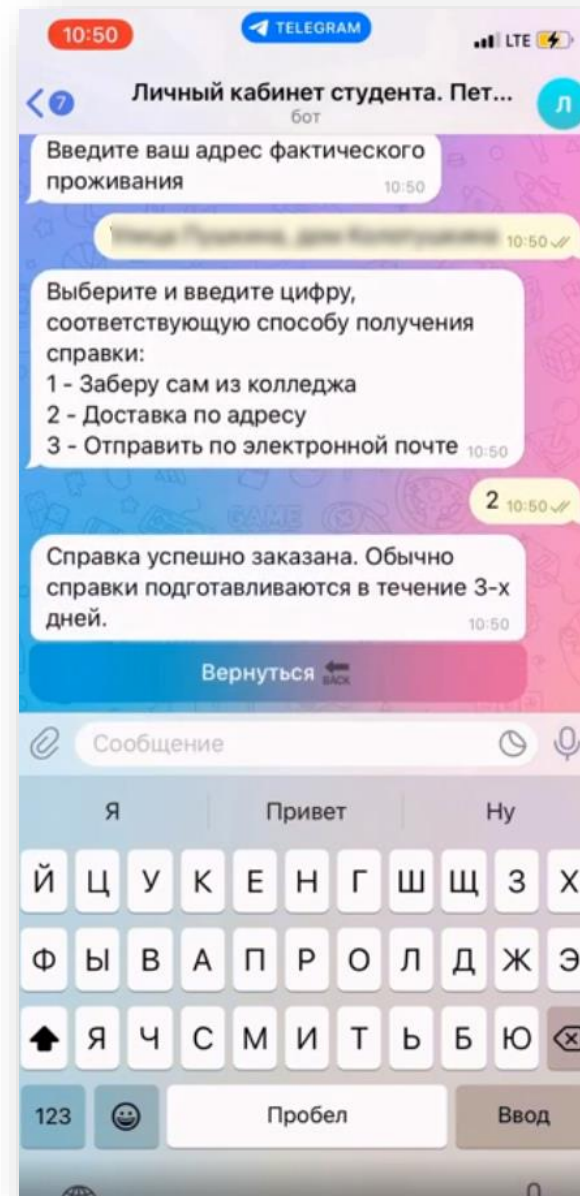 10:50
TELEGRAM
LTE
7
Личный кабинет студента. Пет...
бот
Л
Введите ваш адрес фактического
проживания
10:50
10:50
Выберите и введите цифру,
соответствующую способу получения
справки:
1 - Заберу сам из колледжа
2 - Доставка по адресу
3 - Отправить по электронной почте 10:50
2 10:50
GAME
Справка успешно заказана. Обычно
справки подготавливаются в течение 3-х
дней.
10:50
Вернуться BACK
Сообщение
Я Привет Ну
Й Ц У К Е Н Г Ш Щ З Х
Ф Ы В А П Р О Л Д Ж Э
Я Ч С М И Т Ь Б Ю
123 Пробел Ввод